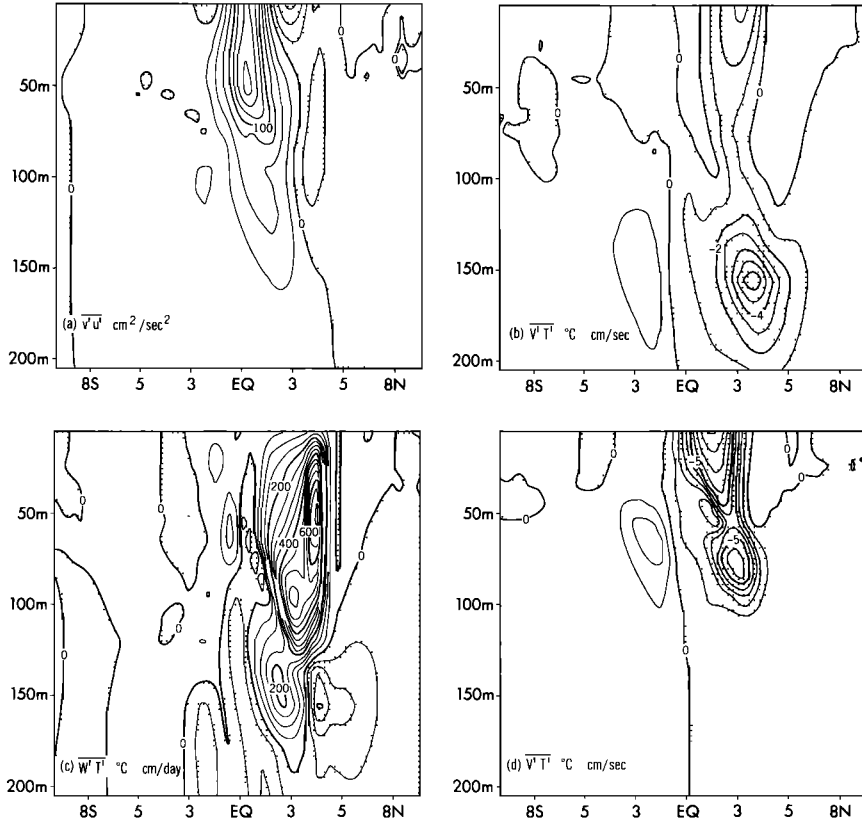 50m
100m
150m
200m
100
0
0
0
0
(a) v'u' cm²/sec²
8S 5 3 EQ 3 5 8N
50m
100m
150m
200m
0
0
0
0
-2
-4
(b) V'T' °C cm/sec
8S 5 3 EQ 3 5 8N
50m
100m
150m
200m
0
0
0
200
400
600
0
0
0
0
200
(c) W'T' °C cm/day
8S 5 3 EQ 3 5 8N
50m
100m
150m
200m
0
0
-5
0
0
-5
0
(d) V'T' °C cm/sec
8S 5 3 EQ 3 5 8N